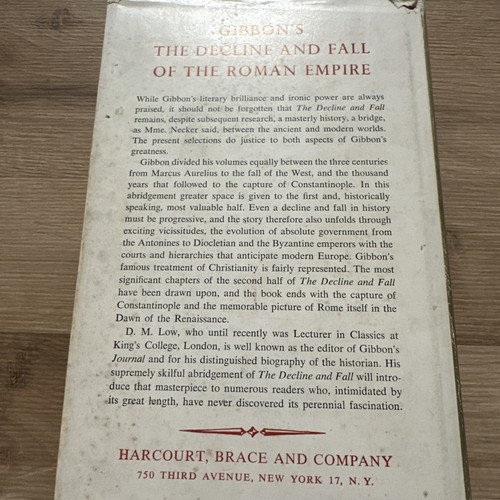 GIBBON'S
THE DECLINE AND FALL
OF THE ROMAN EMPIRE
While Gibbon's literary brilliance and ironic power are always
praised, it should not be forgotten that The Decline and Fall
remains, despite subsequent research, a masterly history, a bridge,
as Mme. Necker said, between the ancient and modern worlds.
The present selections do justice to both aspects of Gibbon's
greatness.
Gibbon divided his volumes equally between the three centuries
from Marcus Aurelius to the fall of the West, and the thousand
years that followed to the capture of Constantinople. In this
abridgement greater space is given to the first and, historically
speaking, most valuable half. Even a decline and fall in history
must be progressive, and the story therefore also unfolds through
exciting vicissitudes, the evolution of absolute government from
the Antonines to Diocletian and the Byzantine emperors with the
courts and hierarchies that anticipate modern Europe. Gibbon's
famous treatment of Christianity is fairly represented. The most
significant chapters of the second half of The Decline and Fall
have been drawn upon, and the book ends with the capture of
Constantinople and the memorable picture of Rome itself in the
Dawn of the Renaissance.
D. M. Low, who until recently was Lecturer in Classics at
King's College, London, is well known as the editor of Gibbon's
Journal and for his distinguished biography of the historian. His
supremely skilful abridgement of The Decline and Fall will intro-
duce that masterpiece to numerous readers who, intimidated by
its great length, have never discovered its perennial fascination.
HARCOURT, BRACE AND COMPANY
750 THIRD AVENUE, NEW YORK 17, N. Y.